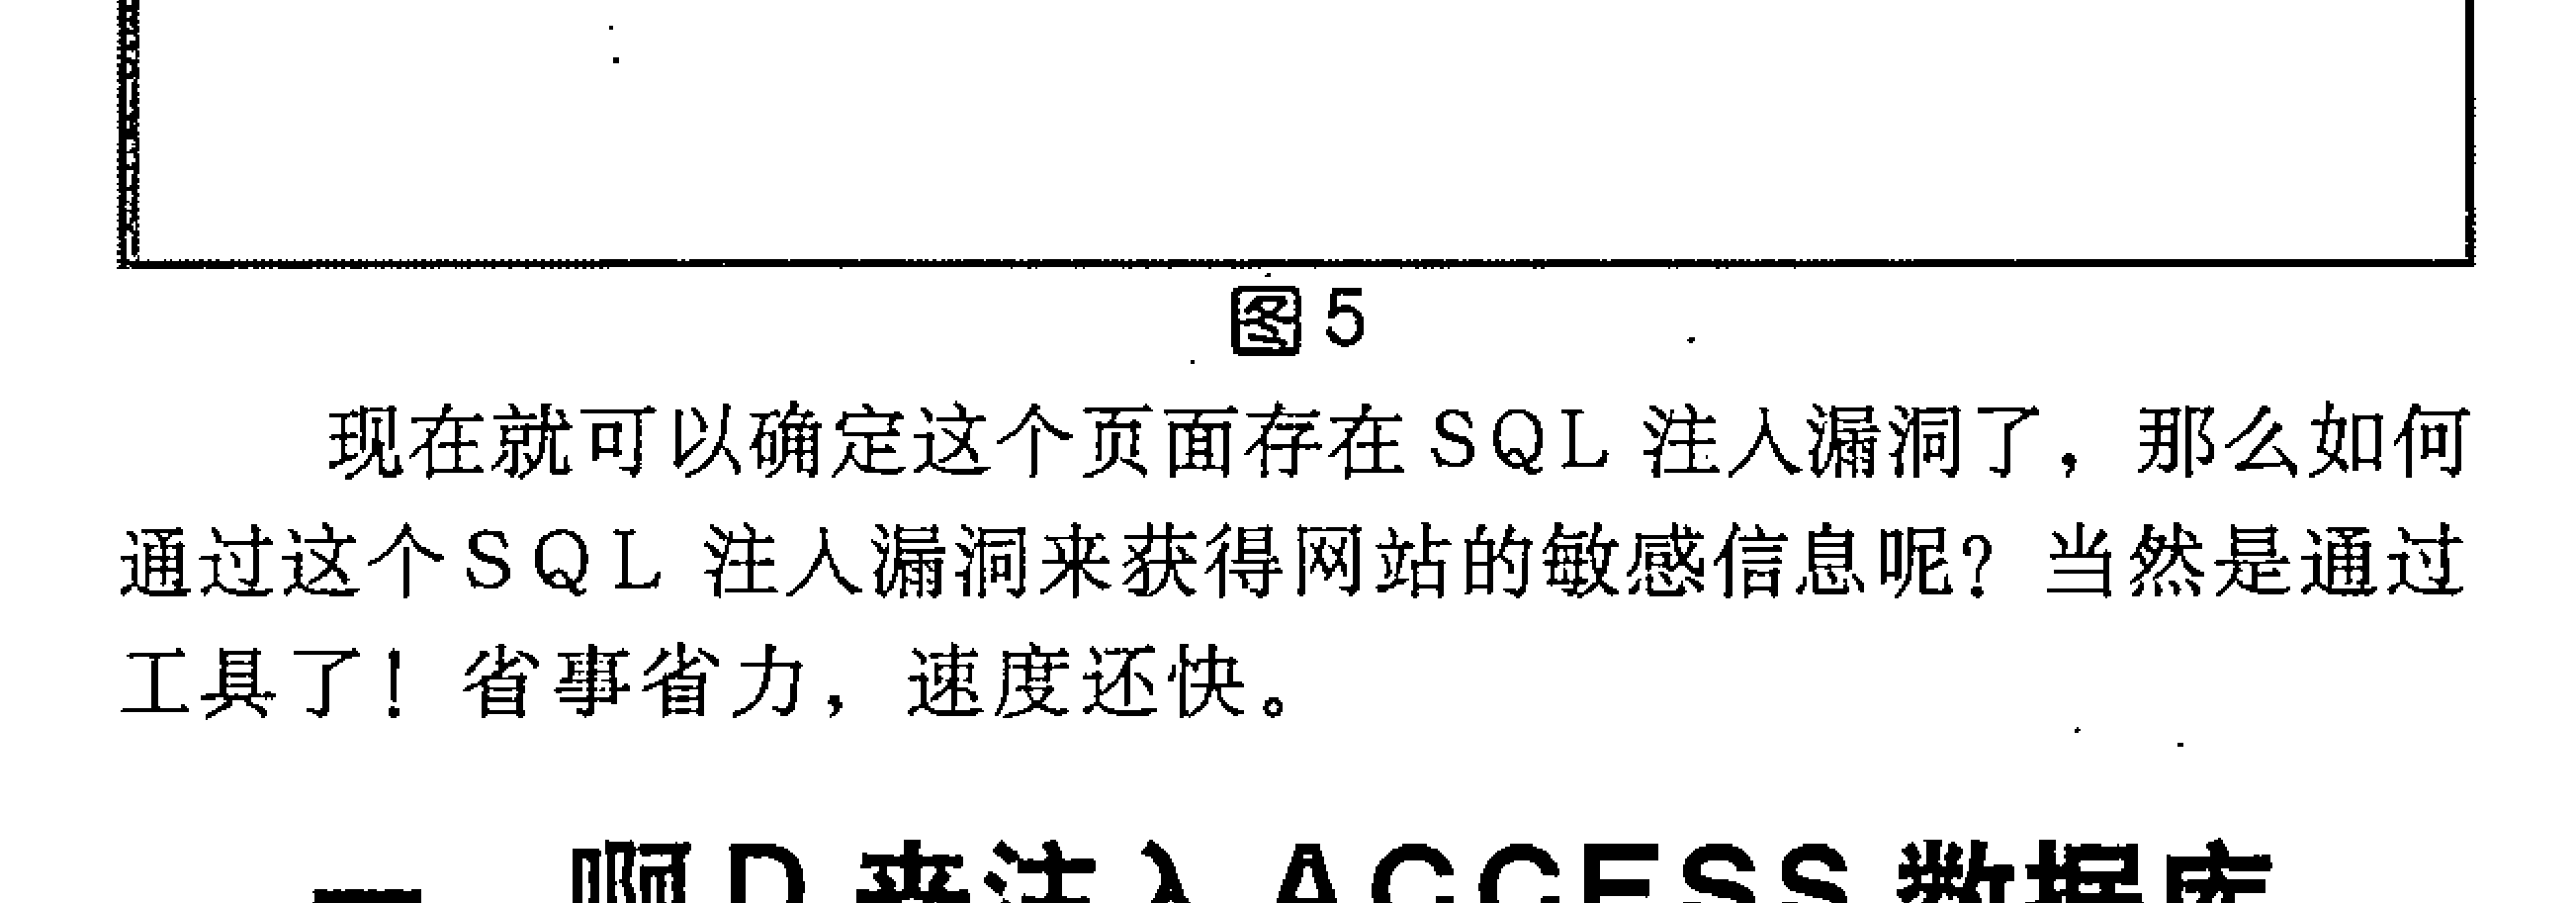 图5
现在就可以确定这个页面存在SQL注入漏洞了，那么如何
通过这个SQL注入漏洞来获得网站的敏感信息呢？当然是通过
工具了！省事省力，速度还快。
一 啊D来注入ACCESS数据库